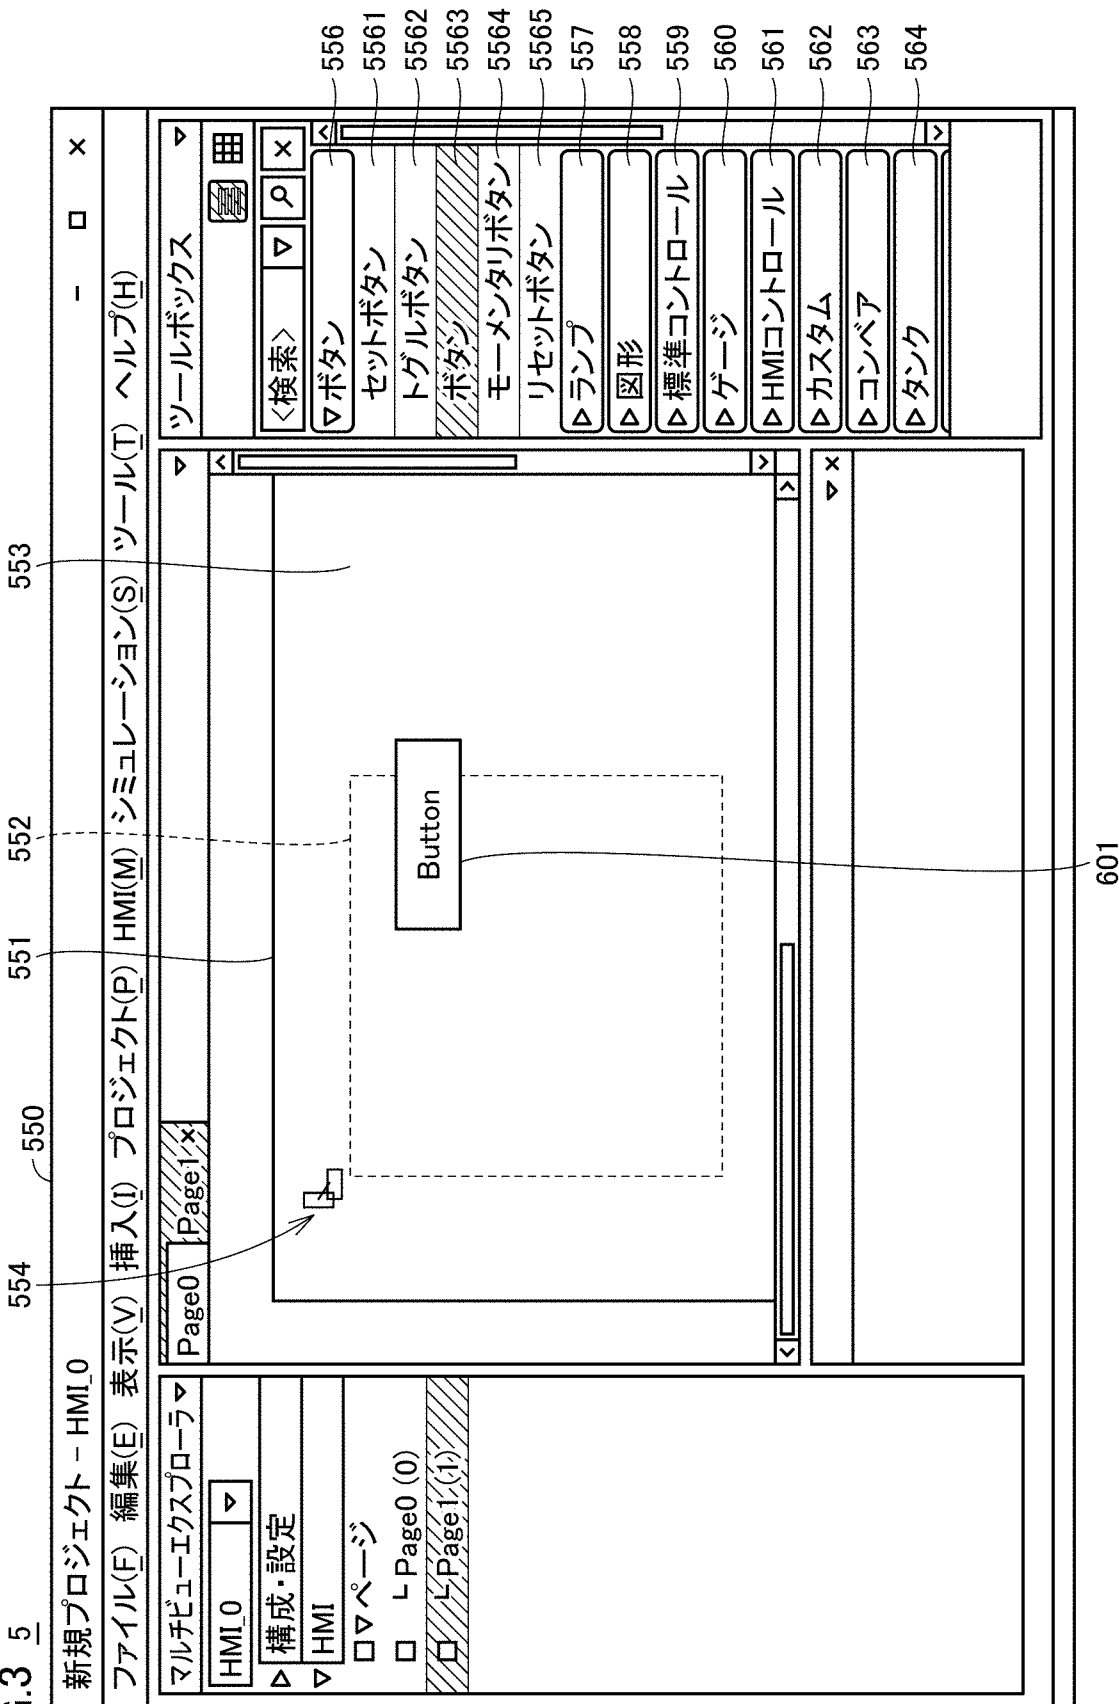 .3 5
550
554
551
552
553
新規プロジェクト - HMI_0 - □ ×
ファイル(F) 編集(E) 表示(V) 挿入(I) プロジェクト(P) HMI(M) シミュレーション(S) ツール(T) ヘルプ(H)
マルチビューエクスプローラ
HMI_0
構成・設定
HMI
ページ
Page0 (0)
Page1 (1)
Page0
Page1 ×
Button
×
ツールボックス
<検索> ×
ボタン
セットボタン
トグルボタン
ボタン
モーメンタリボタン
リセットボタン
ランプ
図形
標準コントロール
ゲージ
HMIコントロール
カスタム
コンベア
タンク
556
5561
5562
5563
5564
5565
557
558
559
560
561
562
563
564
601